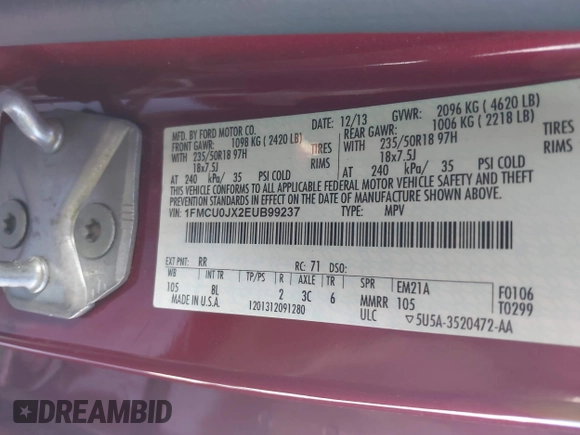 MFD. BY FORD MOTOR CO. DATE: 12/13 GVWR: 2096 KG ( 4620 LB)
FRONT GAWR: 1098 KG ( 2420 LB) REAR GAWR: 1006 KG ( 2218 LB)
WITH 235/50R18 97H TIRES WITH 235/50R18 97H TIRES
18x7.5J RIMS 18x7.5J RIMS
AT 240 kPa/ 35 PSI COLD AT 240 kPa/ 35 PSI COLD
THIS VEHICLE CONFORMS TO ALL APPLICABLE FEDERAL MOTOR VEHICLE SAFETY AND THEFT
PREVENTION STANDARDS IN EFFECT ON THE DATE OF MANUFACTURE SHOWN ABOVE.
VIN: 1FMCU0JX2EUB99237 TYPE: MPV
EXT PNT: RR RC: 71 DSO:
WB INT TR TP/PS R AXLE TR SPR EM21A F0106
105 BL 2 3C 6 MMRR 105 T0299
MADE IN U.S.A. 1201312091280 ULC ▽5U5A-3520472-AA
DREAMBID